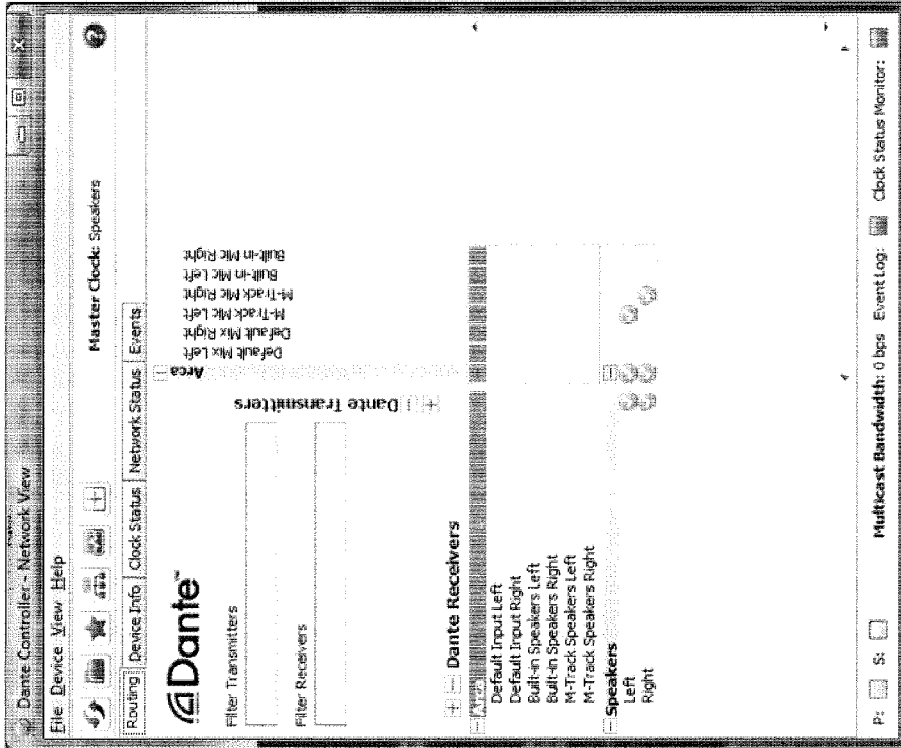 Dante Controller - Network View
File Device View Help
Master Clock: Speakers
Routing Device Info Clock Status Network Status Events
Dante™
Filter Transmitters
Filter Receivers
Dante Transmitters
Arca
Default Mix Left
Default Mix Right
M-Track Mic Left
M-Track Mic Right
Built-in Mic Left
Built-in Mic Right
Dante Receivers
Default Input Left
Default Input Right
Built-in Speakers Left
Built-in Speakers Right
M-Track Speakers Left
M-Track Speakers Right
Speakers
Left
Right
P: S: Multicast Bandwidth: 0 bps Event Log: Clock Status Monitor: